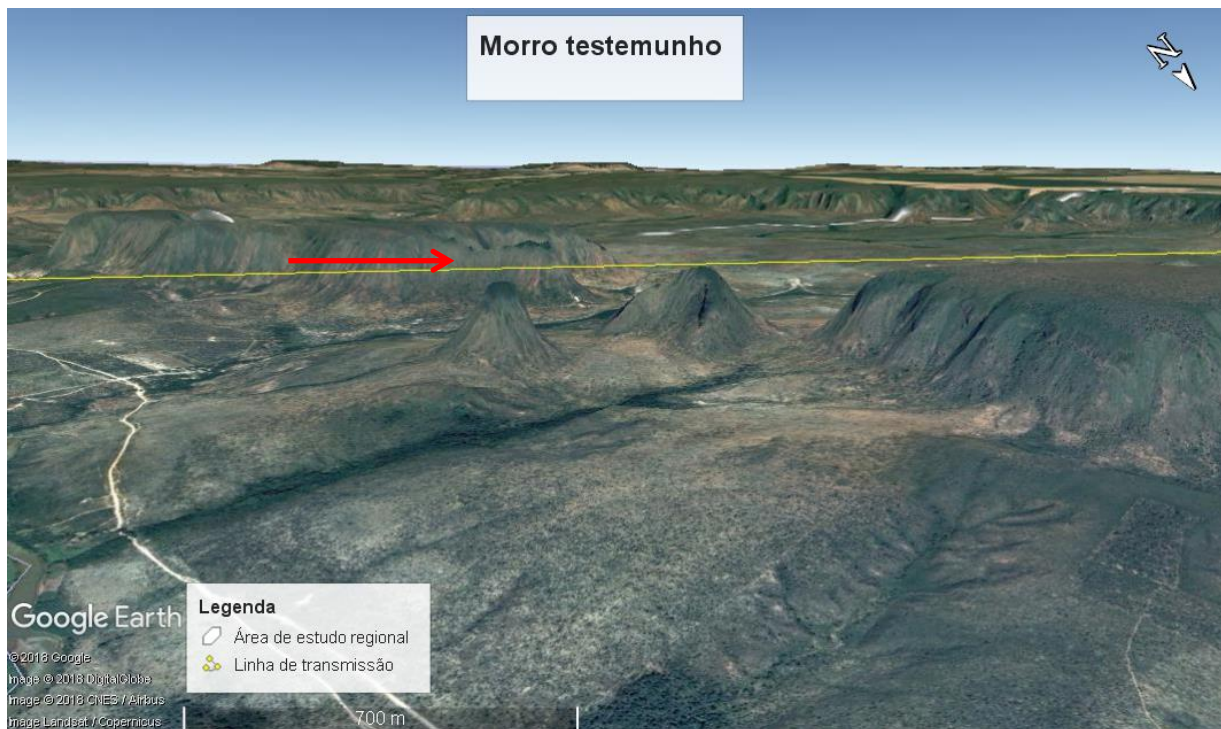 Morro testemunho
N
Legenda
Área de estudo regional
Linha de transmissão
Google Earth
© 2018 Google
Image © 2018 DigitalGlobe
Image © 2018 CNES / Airbus
Image Landsat / Copernicus
700 m